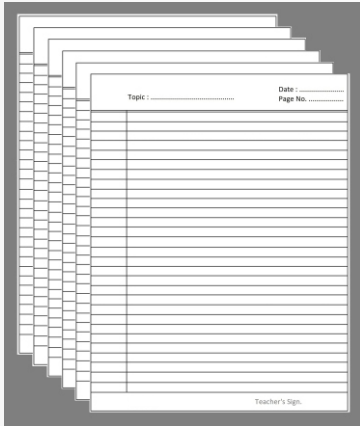 Date : ......................
Topic : ........................................
Page No. .................
Teacher's Sign.